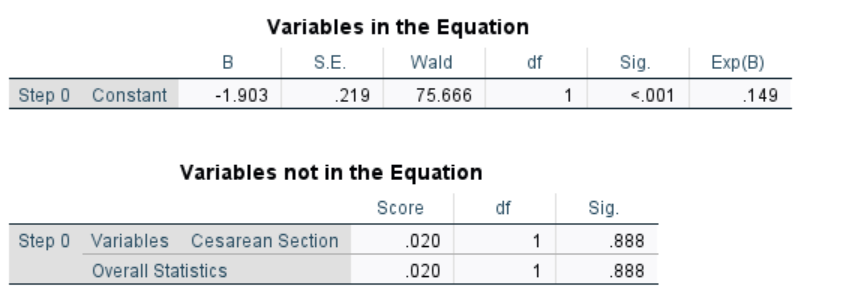 Variables in the Equation
B S.E. Wald df Sig. Exp(B)
Step 0 Constant -1.903 .219 75.666 1 <.001 .149
Variables not in the Equation
Score df Sig.
Step 0 Variables Cesarean Section .020 1 .888
Overall Statistics .020 1 .888